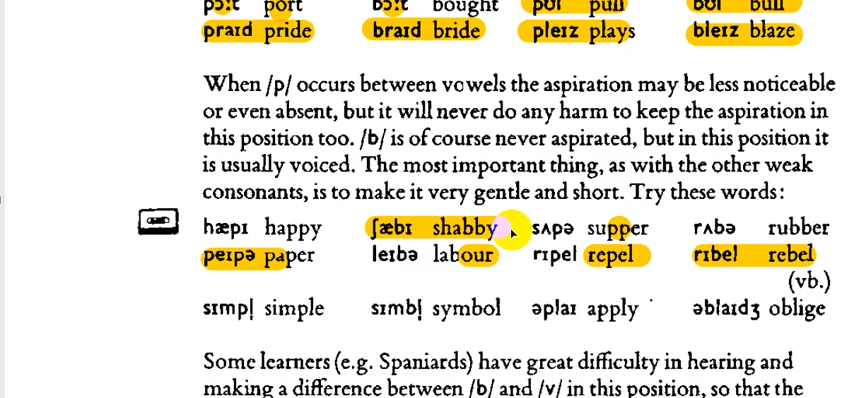 pɔːt port bɔːt bought pʊl pull bʊl bull
praɪd pride braɪd bride pleɪz plays bleɪz blaze
When /p/ occurs between vowels the aspiration may be less noticeable
or even absent, but it will never do any harm to keep the aspiration in
this position too. /b/ is of course never aspirated, but in this position it
is usually voiced. The most important thing, as with the other weak
consonants, is to make it very gentle and short. Try these words:
hæpɪ happy ʃæbɪ shabby sʌpə supper rʌbə rubber
peɪpə paper leɪbə labour rɪpel repel rɪbel rebel
(vb.)
sɪmpl̩ simple sɪmbl̩ symbol əplaɪ apply əblaɪdʒ oblige
Some learners (e.g. Spaniards) have great difficulty in hearing and
making a difference between /b/ and /v/ in this position, so that the